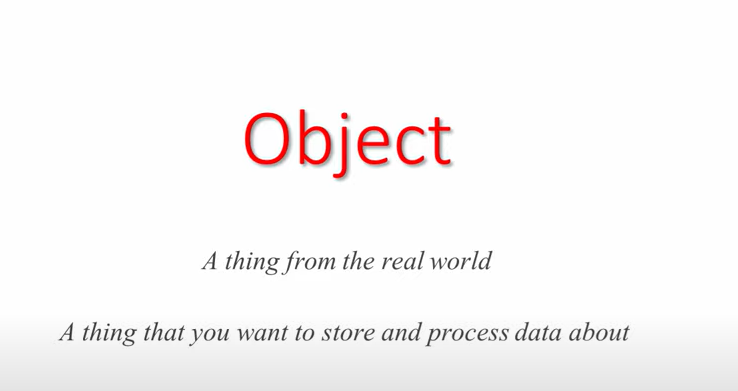 Object
A thing from the real world
A thing that you want to store and process data about